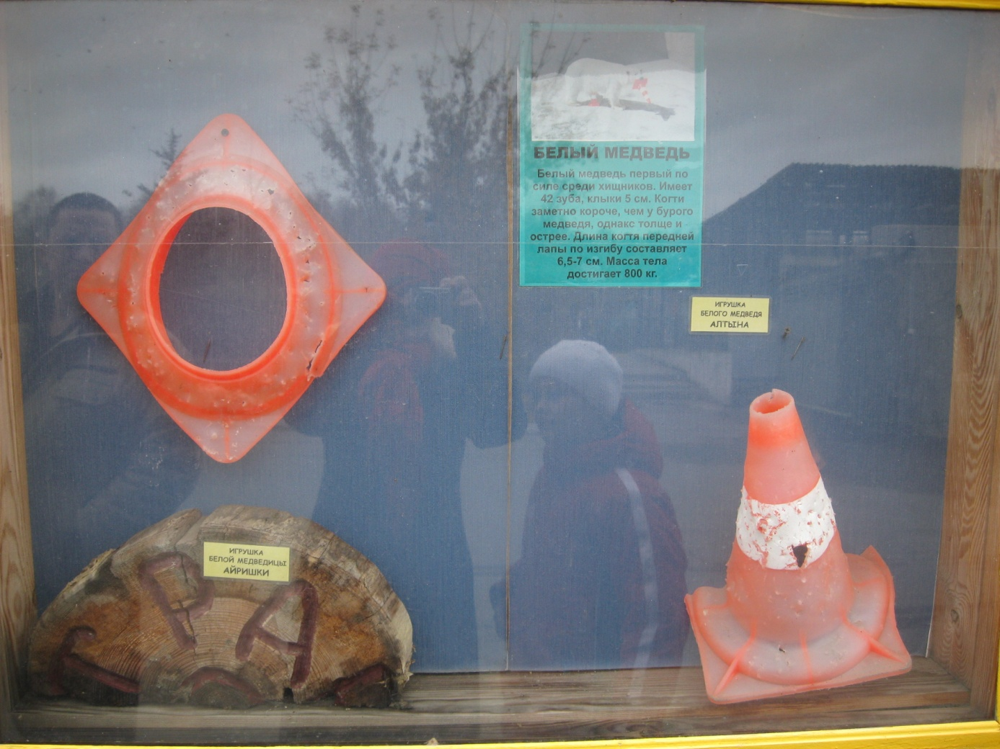 БЕЛЫЙ МЕДВЕДЬ
Белый медведь первый по
силе среди хищников. Имеет
42 зуба, клыки 5 см. Когти
заметно короче, чем у бурого
медведя, однако толще и
острее. Длина когтя передней
лапы по изгибу составляет
6,5-7 см. Масса тела
достигает 800 кг.
ИГРУШКА
БЕЛОГО МЕДВЕДЯ
АЛТЫНА
ИГРУШКА
БЕЛОЙ МЕДВЕДИЦЫ
АЙРИШКИ
РА